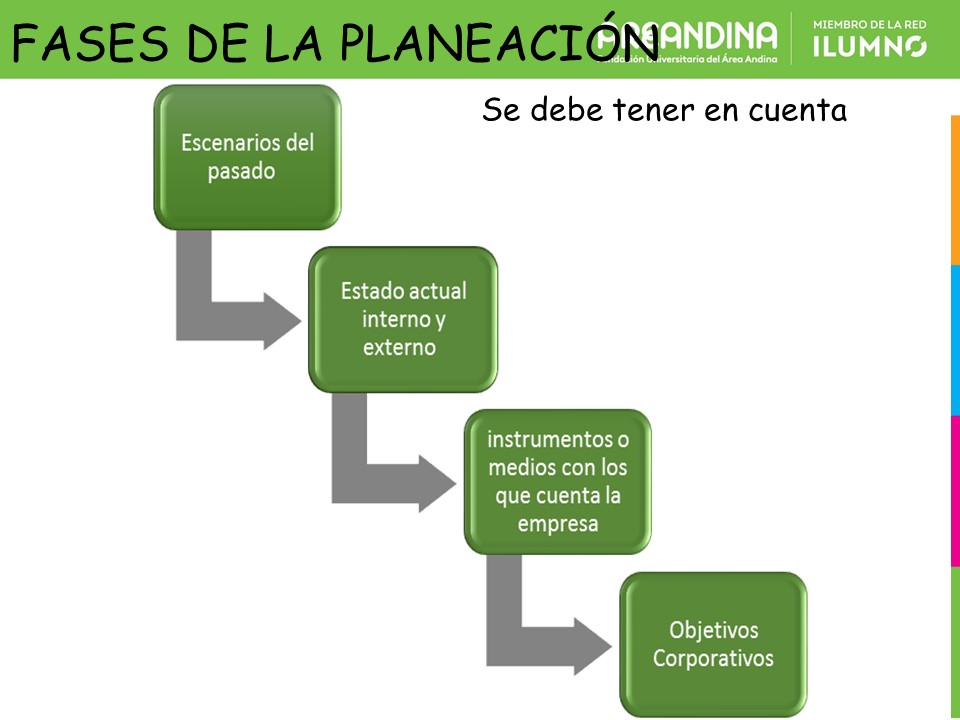 FASES DE LA PLANEACIÓN
ÁREANDINA
Fundación Universitaria del Área Andina
MIEMBRO DE LA RED
ILUMNO
Se debe tener en cuenta
Escenarios del
pasado
Estado actual
interno y
externo
instrumentos o
medios con los
que cuenta la
empresa
Objetivos
Corporativos